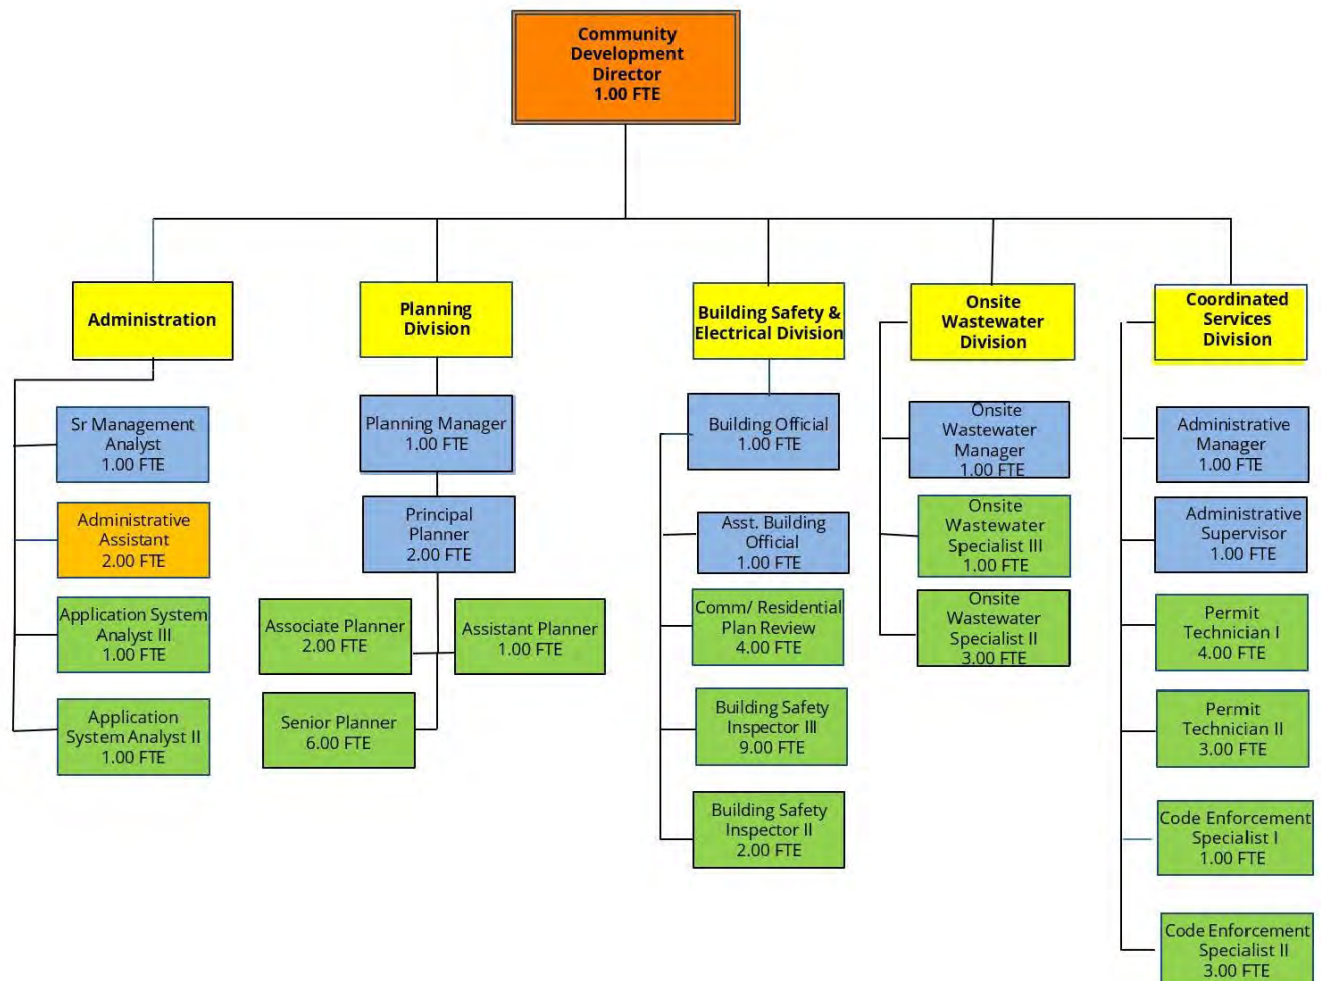 Community
Development
Director
1.00 FTE
Administration
Sr Management
Analyst
1.00 FTE
Administrative
Assistant
2.00 FTE
Application System
Analyst III
1.00 FTE
Application
System Analyst II
1.00 FTE
Planning
Division
Planning Manager
1.00 FTE
Principal
Planner
2.00 FTE
Associate Planner
2.00 FTE
Assistant Planner
1.00 FTE
Senior Planner
6.00 FTE
Building Safety &
Electrical Division
Building Official
1.00 FTE
Asst. Building
Official
1.00 FTE
Comm/ Residential
Plan Review
4.00 FTE
Building Safety
Inspector III
9.00 FTE
Building Safety
Inspector II
2.00 FTE
Onsite
Wastewater
Division
Onsite
Wastewater
Manager
1.00 FTE
Onsite
Wastewater
Specialist III
1.00 FTE
Onsite
Wastewater
Specialist II
3.00 FTE
Coordinated
Services
Division
Administrative
Manager
1.00 FTE
Administrative
Supervisor
1.00 FTE
Permit
Technician I
4.00 FTE
Permit
Technician II
3.00 FTE
Code Enforcement
Specialist I
1.00 FTE
Code Enforcement
Specialist II
3.00 FTE